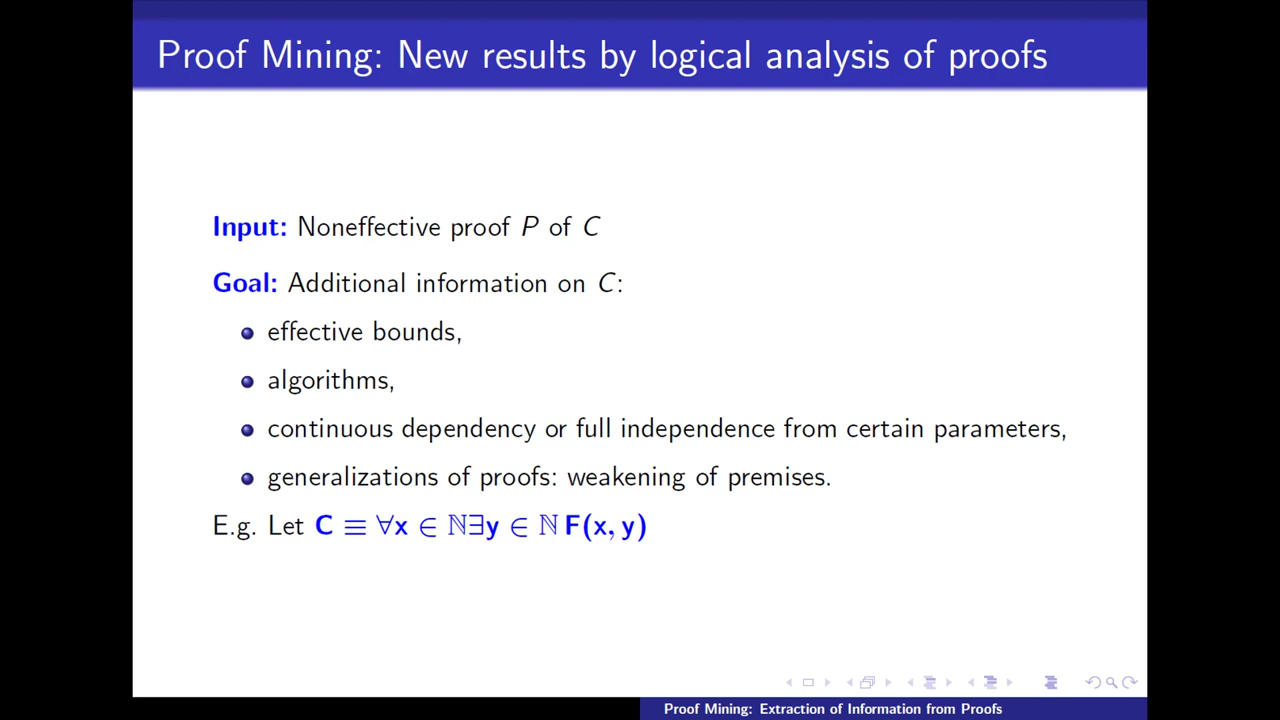 Proof Mining: New results by logical analysis of proofs
Input: Noneffective proof P of C
Goal: Additional information on C:
effective bounds,
algorithms,
continuous dependency or full independence from certain parameters,
generalizations of proofs: weakening of premises.
E.g. Let C ≡ ∀x ∈ ℕ∃y ∈ ℕ F(x, y)
Proof Mining: Extraction of Information from Proofs